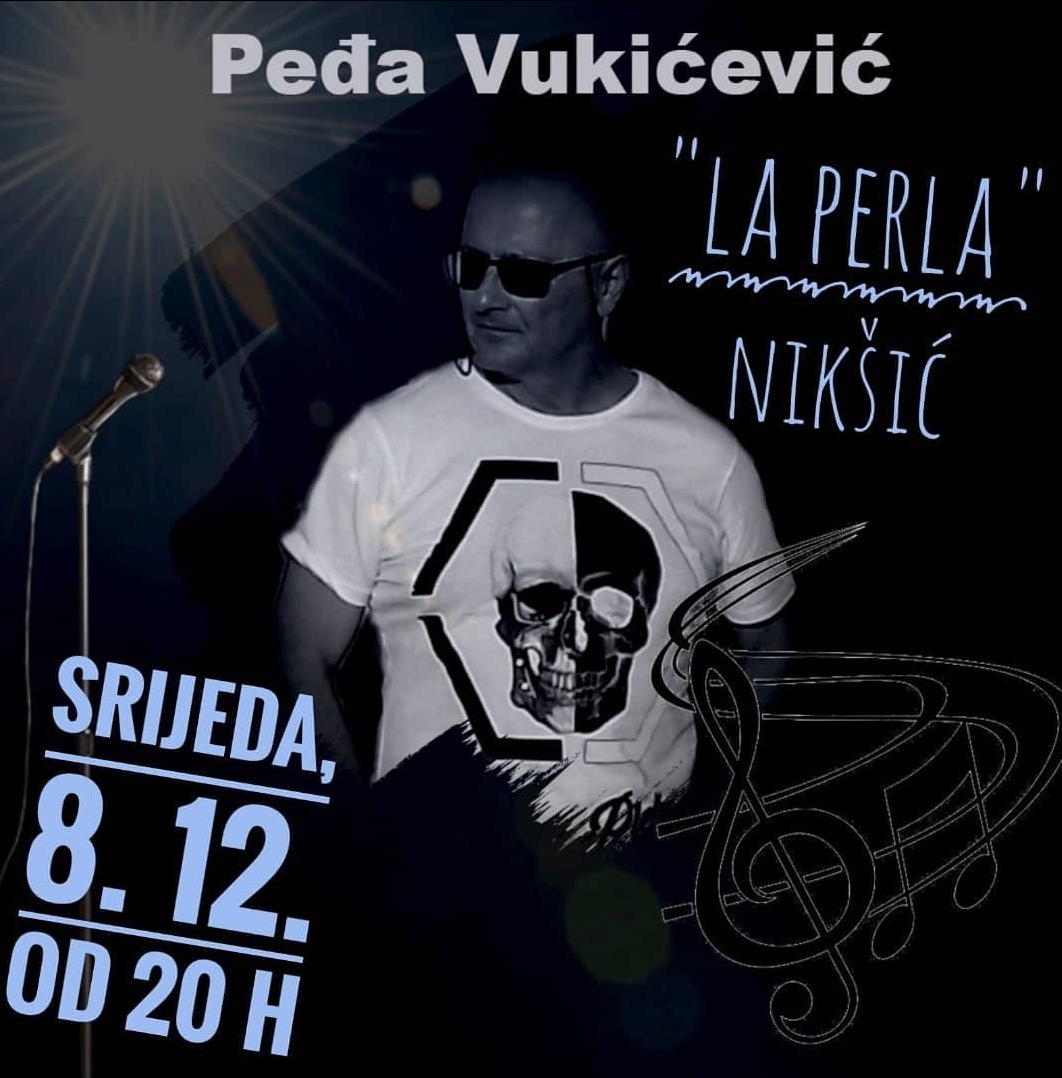 Peđa Vukićević
"LA PERLA"
NIKŠIĆ
SRIJEDA,
8. 12.
OD 20 H